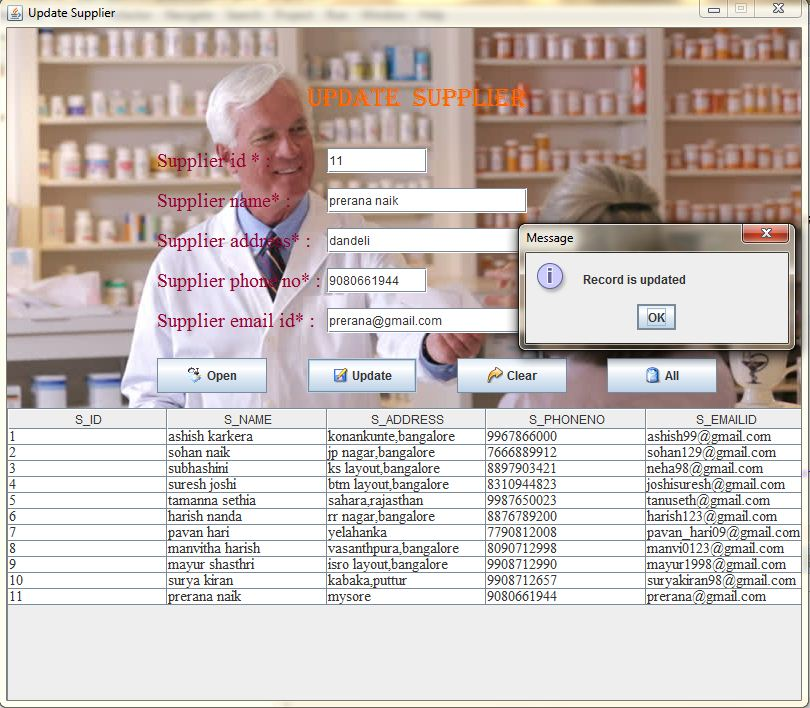 Update Supplier
UPDATE SUPPLIER
Supplier id * : 11
Supplier name* : prerana naik
Supplier address* : dandeli
Supplier phone no* : 9080661944
Supplier email id* : prerana@gmail.com
Message
Record is updated
OK
Open Update Clear All
S_ID S_NAME S_ADDRESS S_PHONENO S_EMAILID
1 ashish karkera konankunte,bangalore 9967866000 ashish99@gmail.com
2 sohan naik jp nagar,bangalore 7666889912 sohan129@gmail.com
3 subhashini ks layout,bangalore 8897903421 neha98@gmail.com
4 suresh joshi btm layout,bangalore 8310944823 joshisuresh@gmail.com
5 tamanna sethia sahara,rajasthan 9987650023 tanuseth@gmail.com
6 harish nanda rr nagar,bangalore 8876789200 harish123@gmail.com
7 pavan hari yelahanka 7790812008 pavan_hari09@gmail.com
8 manvitha harish vasanthpura,bangalore 8090712998 manvi0123@gmail.com
9 mayur shasthri isro layout,bangalore 9908712990 mayur1998@gmail.com
10 surya kiran kabaka,puttur 9908712657 suryakiran98@gmail.com
11 prerana naik mysore 9080661944 prerana@gmail.com